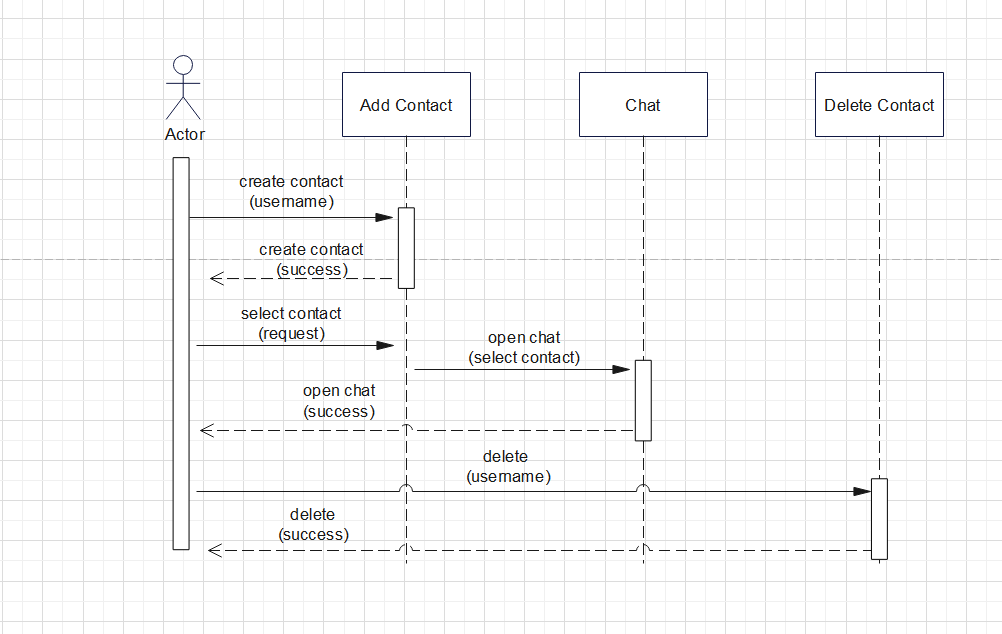 Actor
Add Contact
Chat
Delete Contact
create contact
(username)
create contact
(success)
select contact
(request)
open chat
(select contact)
open chat
(success)
delete
(username)
delete
(success)